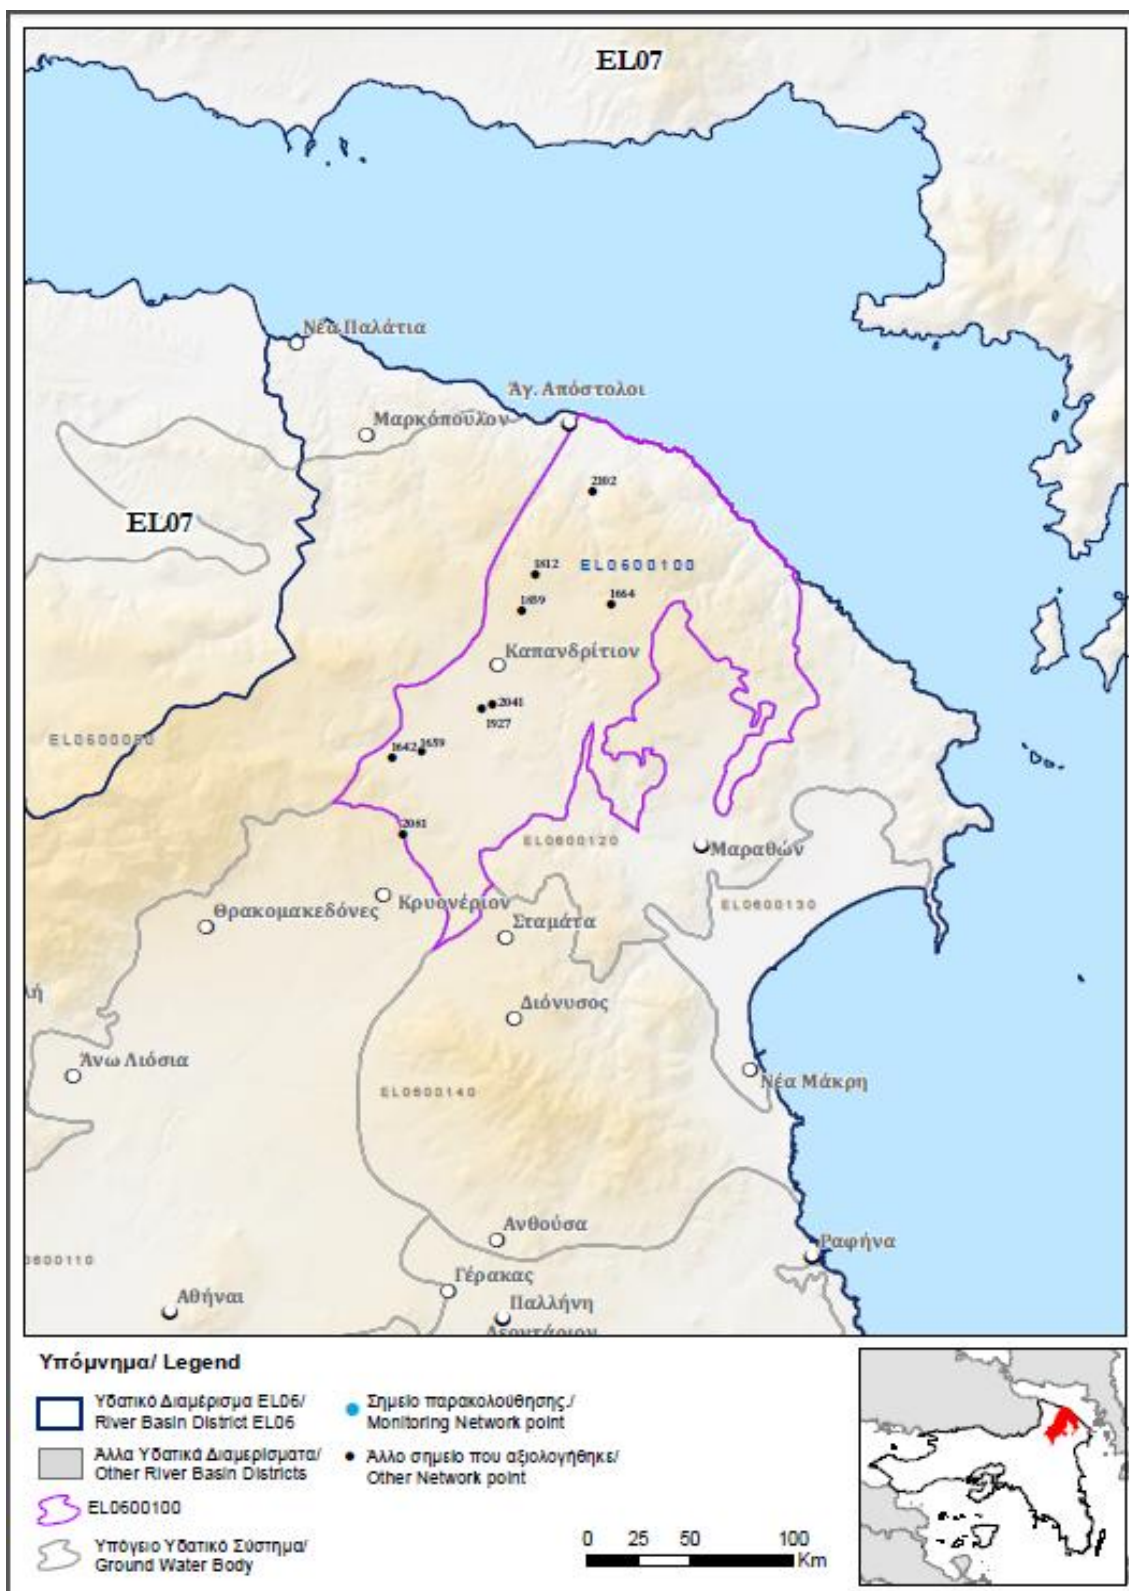 EL07
Νέα Παλάτια
Άγ. Απόστολοι
Μαρκόπουλον
2102
EL07
1812
EL0600100
1859
1664
Καπανδρίτιον
2041
1927
EL0600080
1642
1659
2081
EL0600120
Μαραθών
Κρυονέριον
EL0600130
Θρακομακεδόνες
Σταμάτα
λή
Διόνυσος
Άνω Λιόσια
Νέα Μάκρη
EL0600140
Ανθούσα
Ραφήνα
0600110
Γέρακας
Αθήναι
Παλλήνη
Λεοντάριον
Υπόμνημα/ Legend
Υδατικό Διαμέρισμα EL06/
River Basin District EL06
Σημείο παρακολούθησης /
Monitoring Network point
Άλλα Υδατικά Διαμερίσματα/
Other River Basin Districts
Άλλο σημείο που αξιολογήθηκε/
Other Network point
EL0600100
Υπόγειο Υδατικό Σύστημα/
Ground Water Body
0 25 50 100
Km